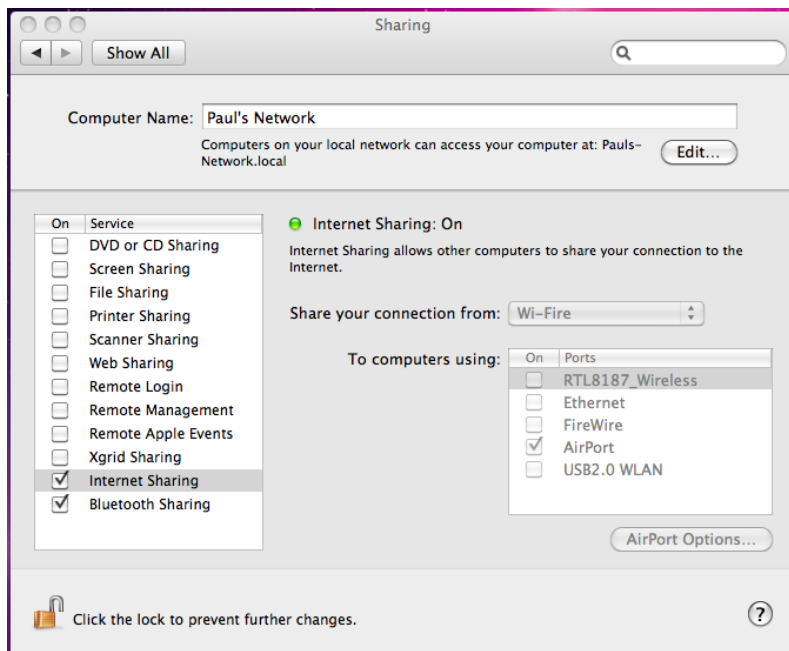 Sharing
Show All
Computer Name: Paul's Network
Computers on your local network can access your computer at: Pauls-
Network.local
Edit...
On Service
DVD or CD Sharing
Screen Sharing
File Sharing
Printer Sharing
Scanner Sharing
Web Sharing
Remote Login
Remote Management
Remote Apple Events
Xgrid Sharing
Internet Sharing
Bluetooth Sharing
Internet Sharing: On
Internet Sharing allows other computers to share your connection to the
Internet.
Share your connection from: Wi-Fire
To computers using:
On Ports
RTL8187_Wireless
Ethernet
FireWire
AirPort
USB2.0 WLAN
AirPort Options...
Click the lock to prevent further changes.
?